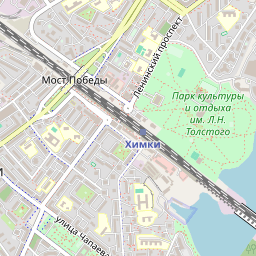 Ленинский проспект
Мост Победы
Парк культуры
и отдыха
им. Л.Н.
Толстого
Химки
И
улица Чапаева